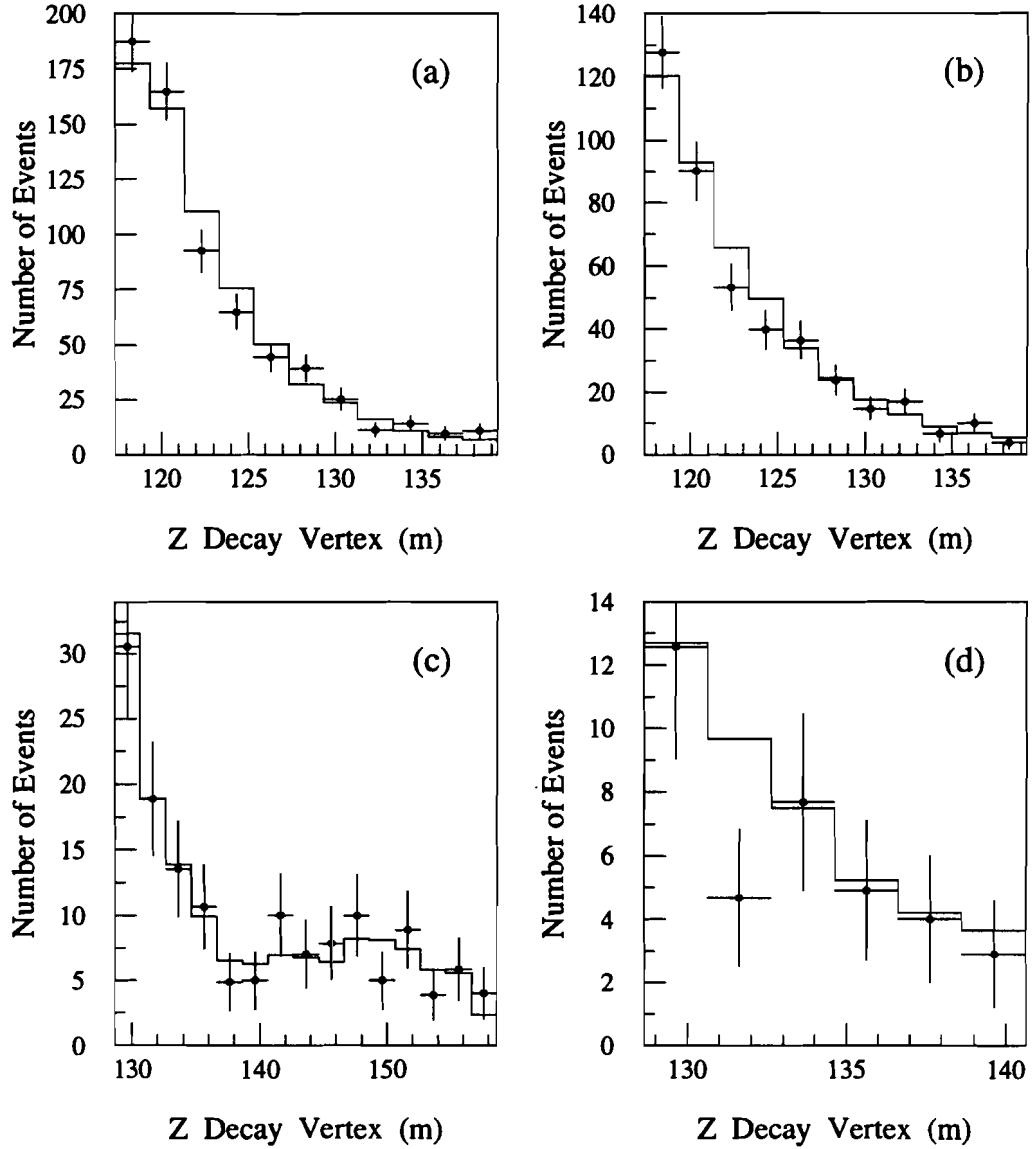 200
175
150
125
100
75
50
25
0
Number of Events
(a)
120 125 130 135
Z Decay Vertex (m)
140
120
100
80
60
40
20
0
Number of Events
(b)
120 125 130 135
Z Decay Vertex (m)
30
25
20
15
10
5
0
Number of Events
(c)
130 140 150
Z Decay Vertex (m)
14
12
10
8
6
4
2
0
Number of Events
(d)
130 135 140
Z Decay Vertex (m)